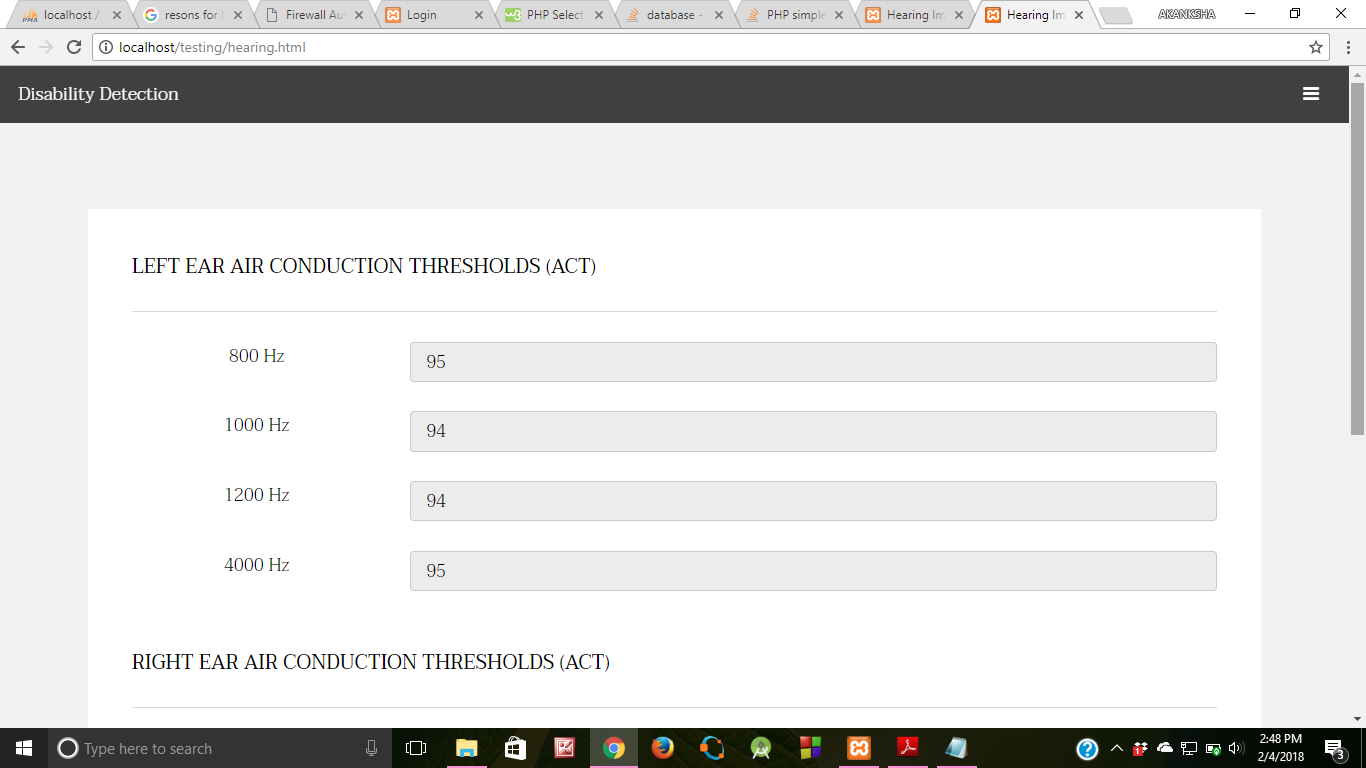 localhost /
resons for
Firewall Au
Login
PHP Select
database -
PHP simple
Hearing Im
Hearing Im
AKANKSHA
localhost/testing/hearing.html
Disability Detection
LEFT EAR AIR CONDUCTION THRESHOLDS (ACT)
800 Hz 95
1000 Hz 94
1200 Hz 94
4000 Hz 95
RIGHT EAR AIR CONDUCTION THRESHOLDS (ACT)
Type here to search
2:48 PM
2/4/2018
3